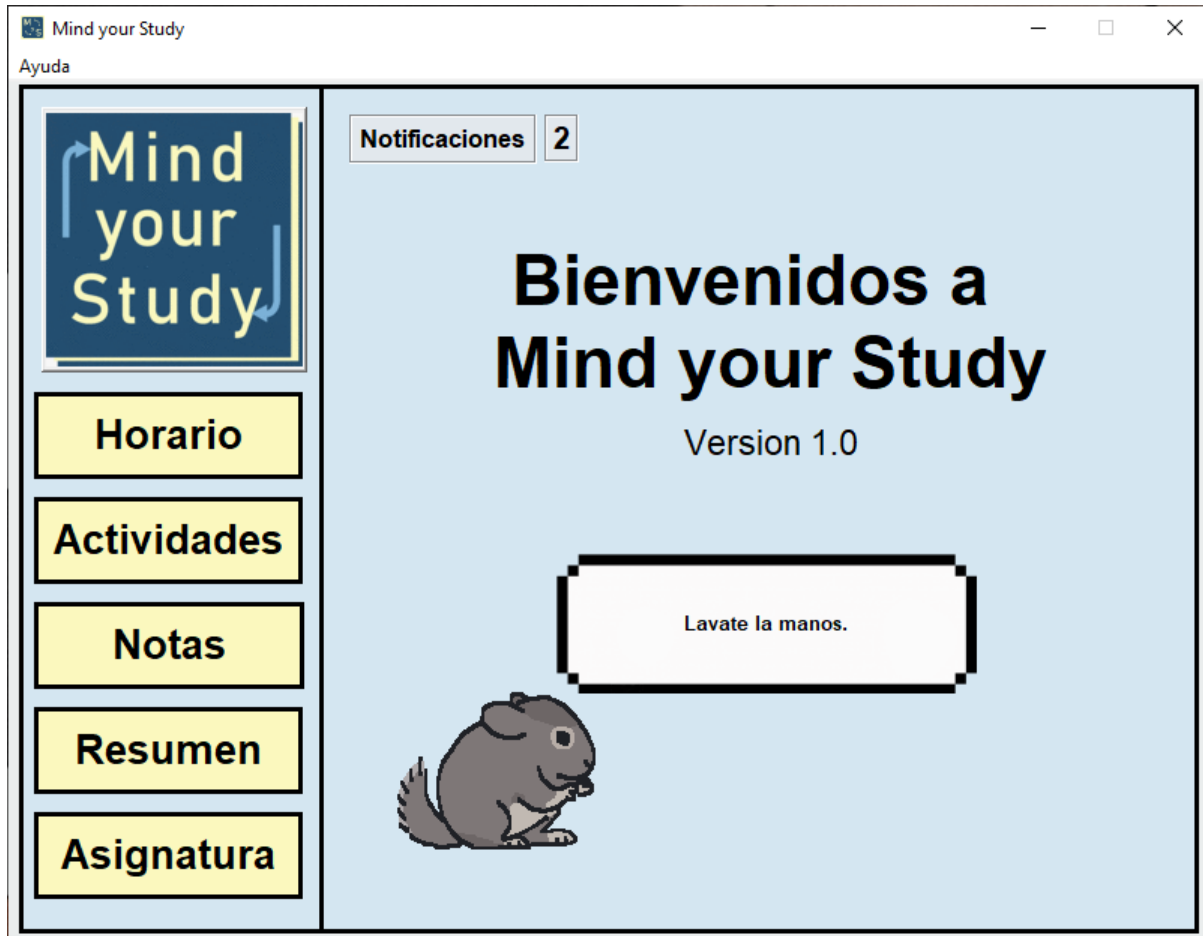 Mind your Study
Ayuda
Mind
your
Study
Horario
Actividades
Notas
Resumen
Asignatura
Notificaciones 2
Bienvenidos a
Mind your Study
Version 1.0
Lavate la manos.